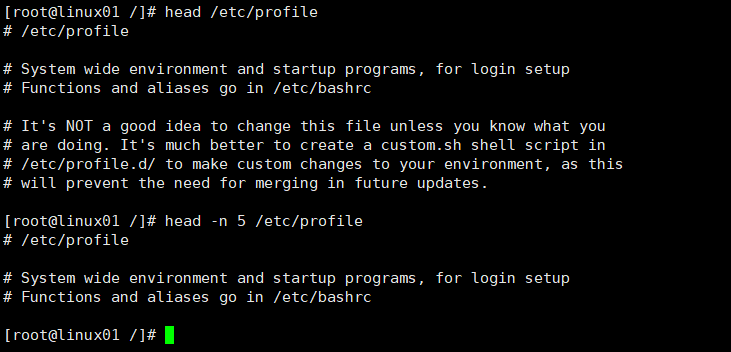 [root@linux01 /]# head /etc/profile
# /etc/profile

# System wide environment and startup programs, for login setup
# Functions and aliases go in /etc/bashrc

# It's NOT a good idea to change this file unless you know what you
# are doing. It's much better to create a custom.sh shell script in
# /etc/profile.d/ to make custom changes to your environment, as this
# will prevent the need for merging in future updates.

[root@linux01 /]# head -n 5 /etc/profile
# /etc/profile

# System wide environment and startup programs, for login setup
# Functions and aliases go in /etc/bashrc

[root@linux01 /]#